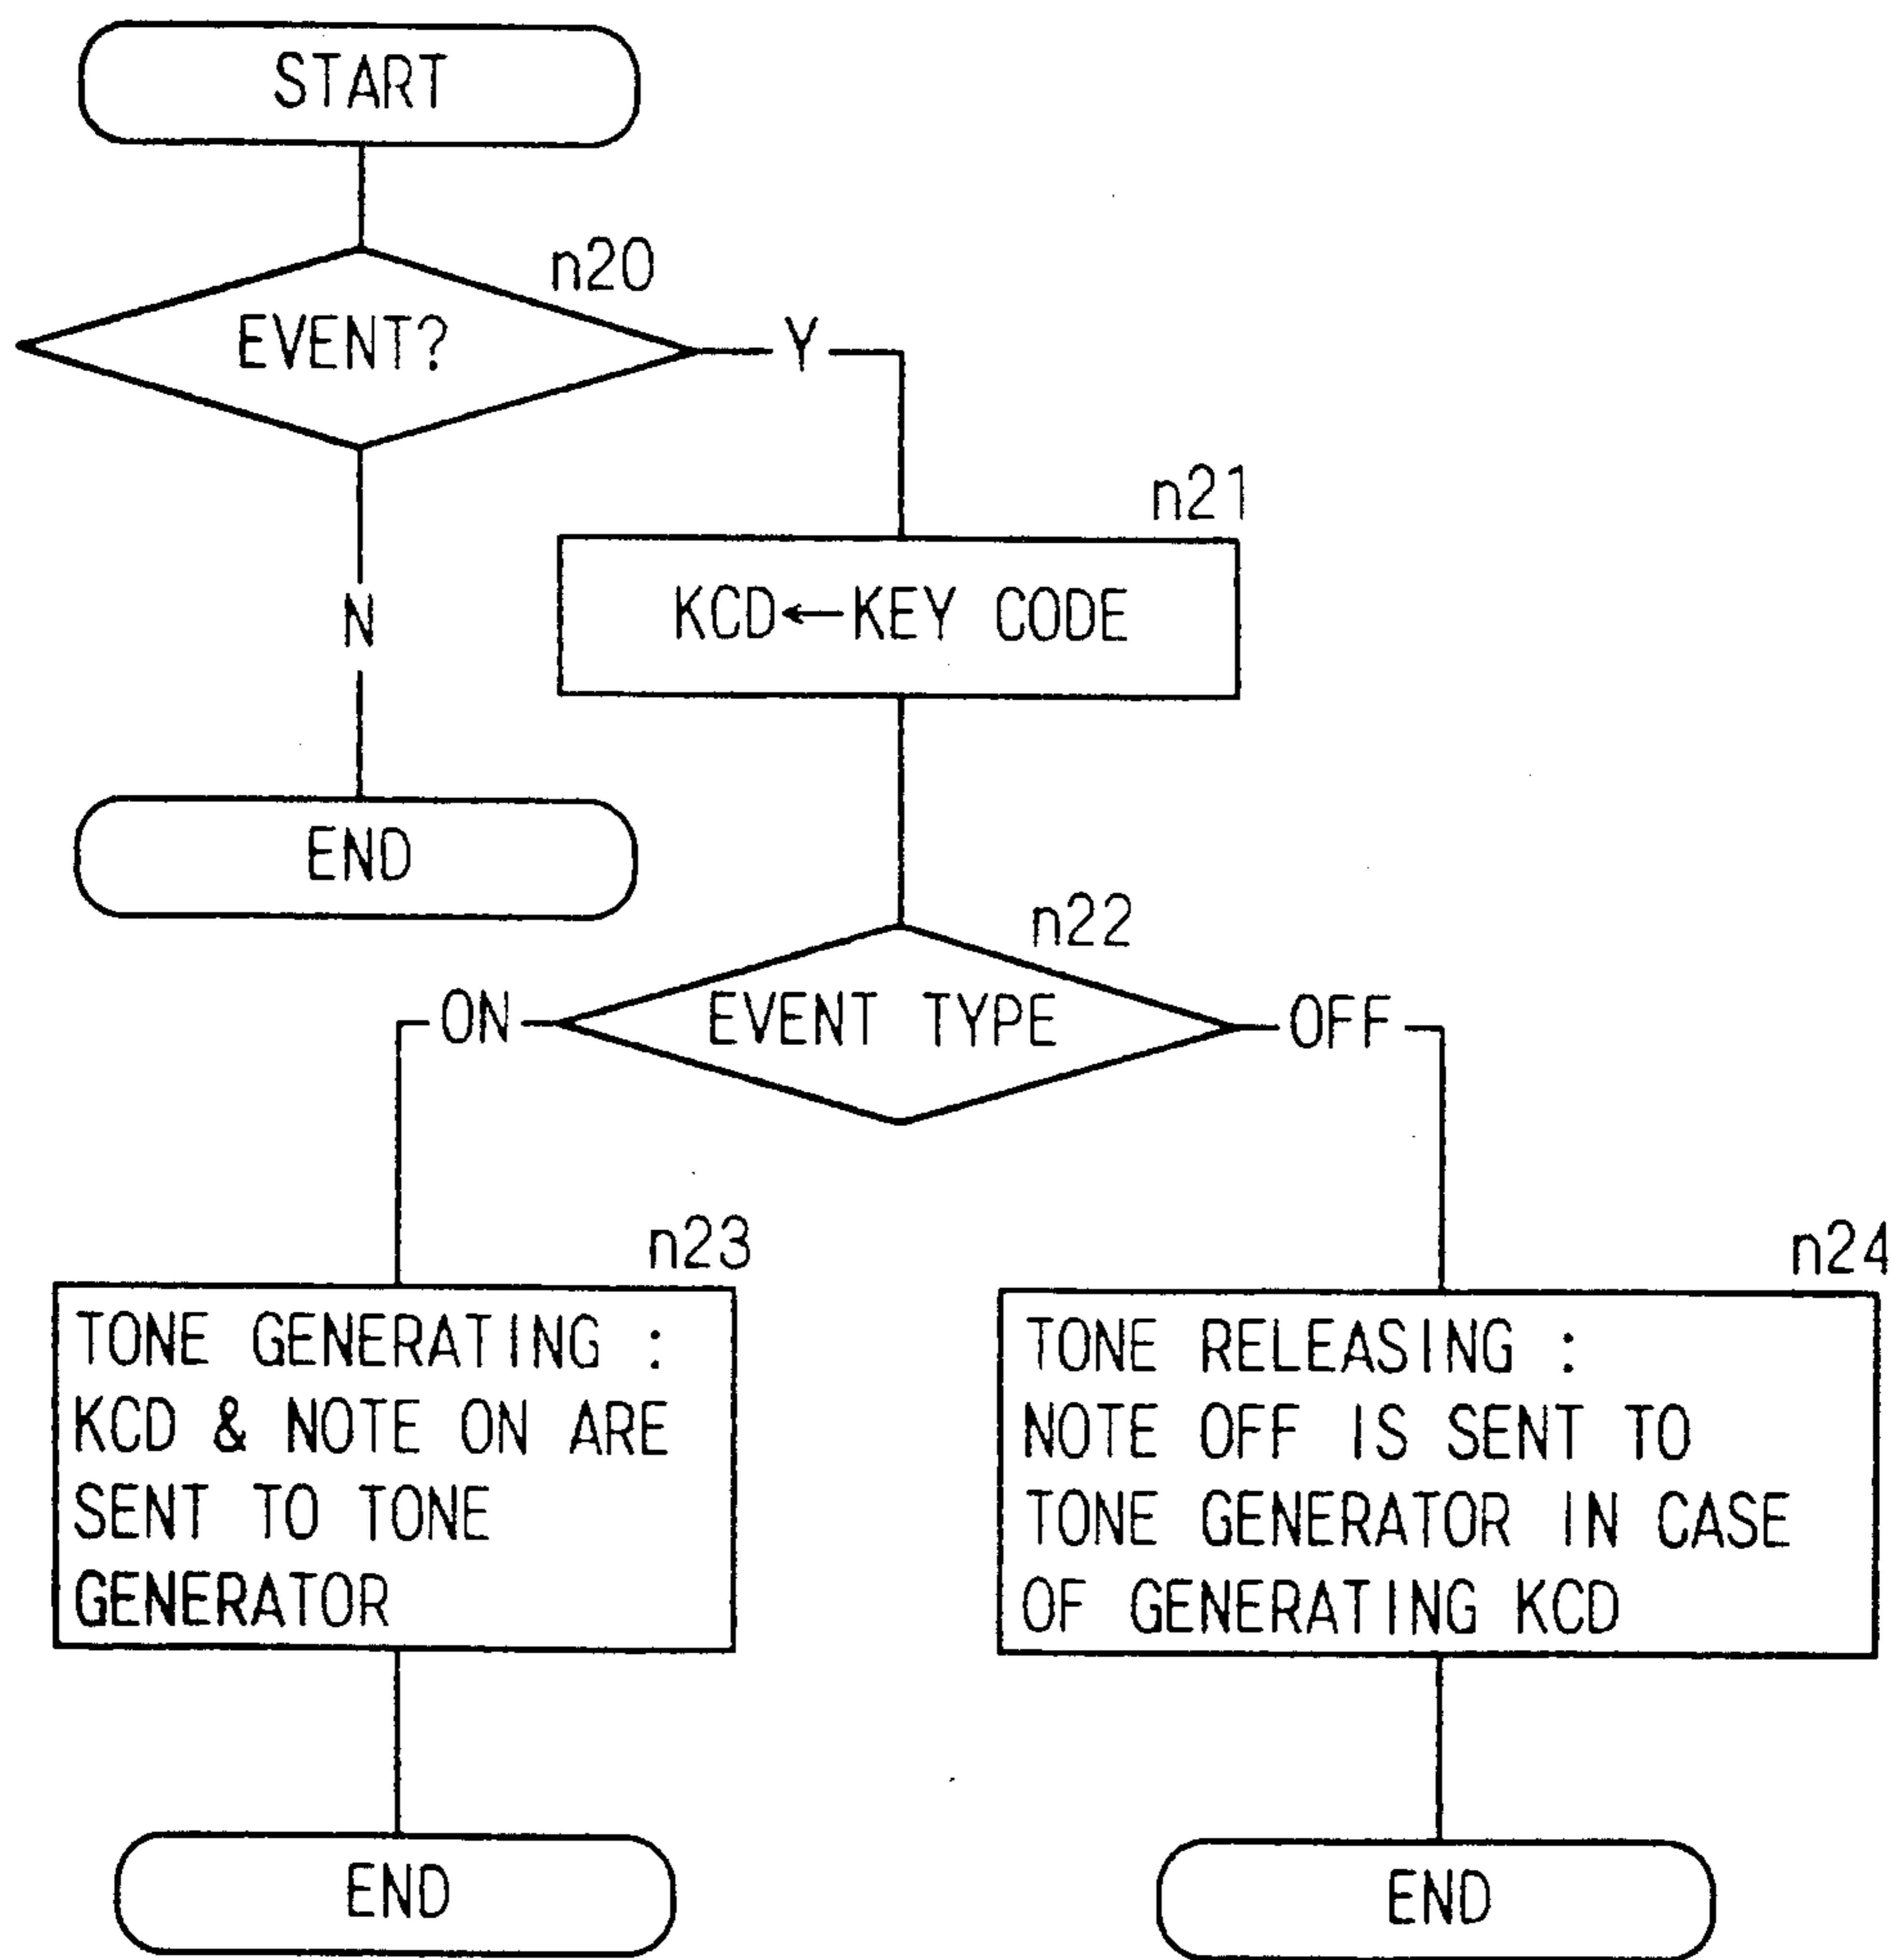 START
n20
EVENT?
Y
n21
KCD←KEY CODE
N
END
n22
ON
EVENT TYPE
OFF
n23
TONE GENERATING :
KCD & NOTE ON ARE
SENT TO TONE
GENERATOR
n24
TONE RELEASING :
NOTE OFF IS SENT TO
TONE GENERATOR IN CASE
OF GENERATING KCD
END
END